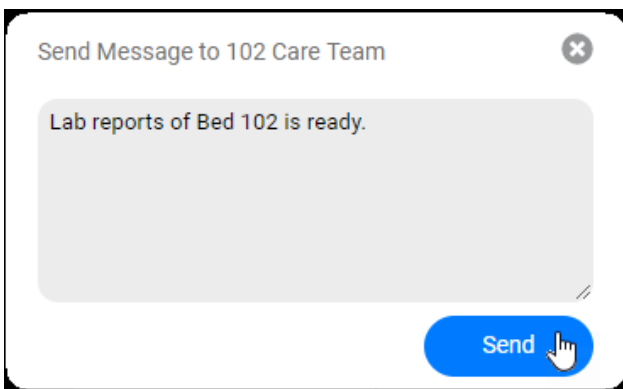 Send Message to 102 Care Team
Lab reports of Bed 102 is ready.
Send